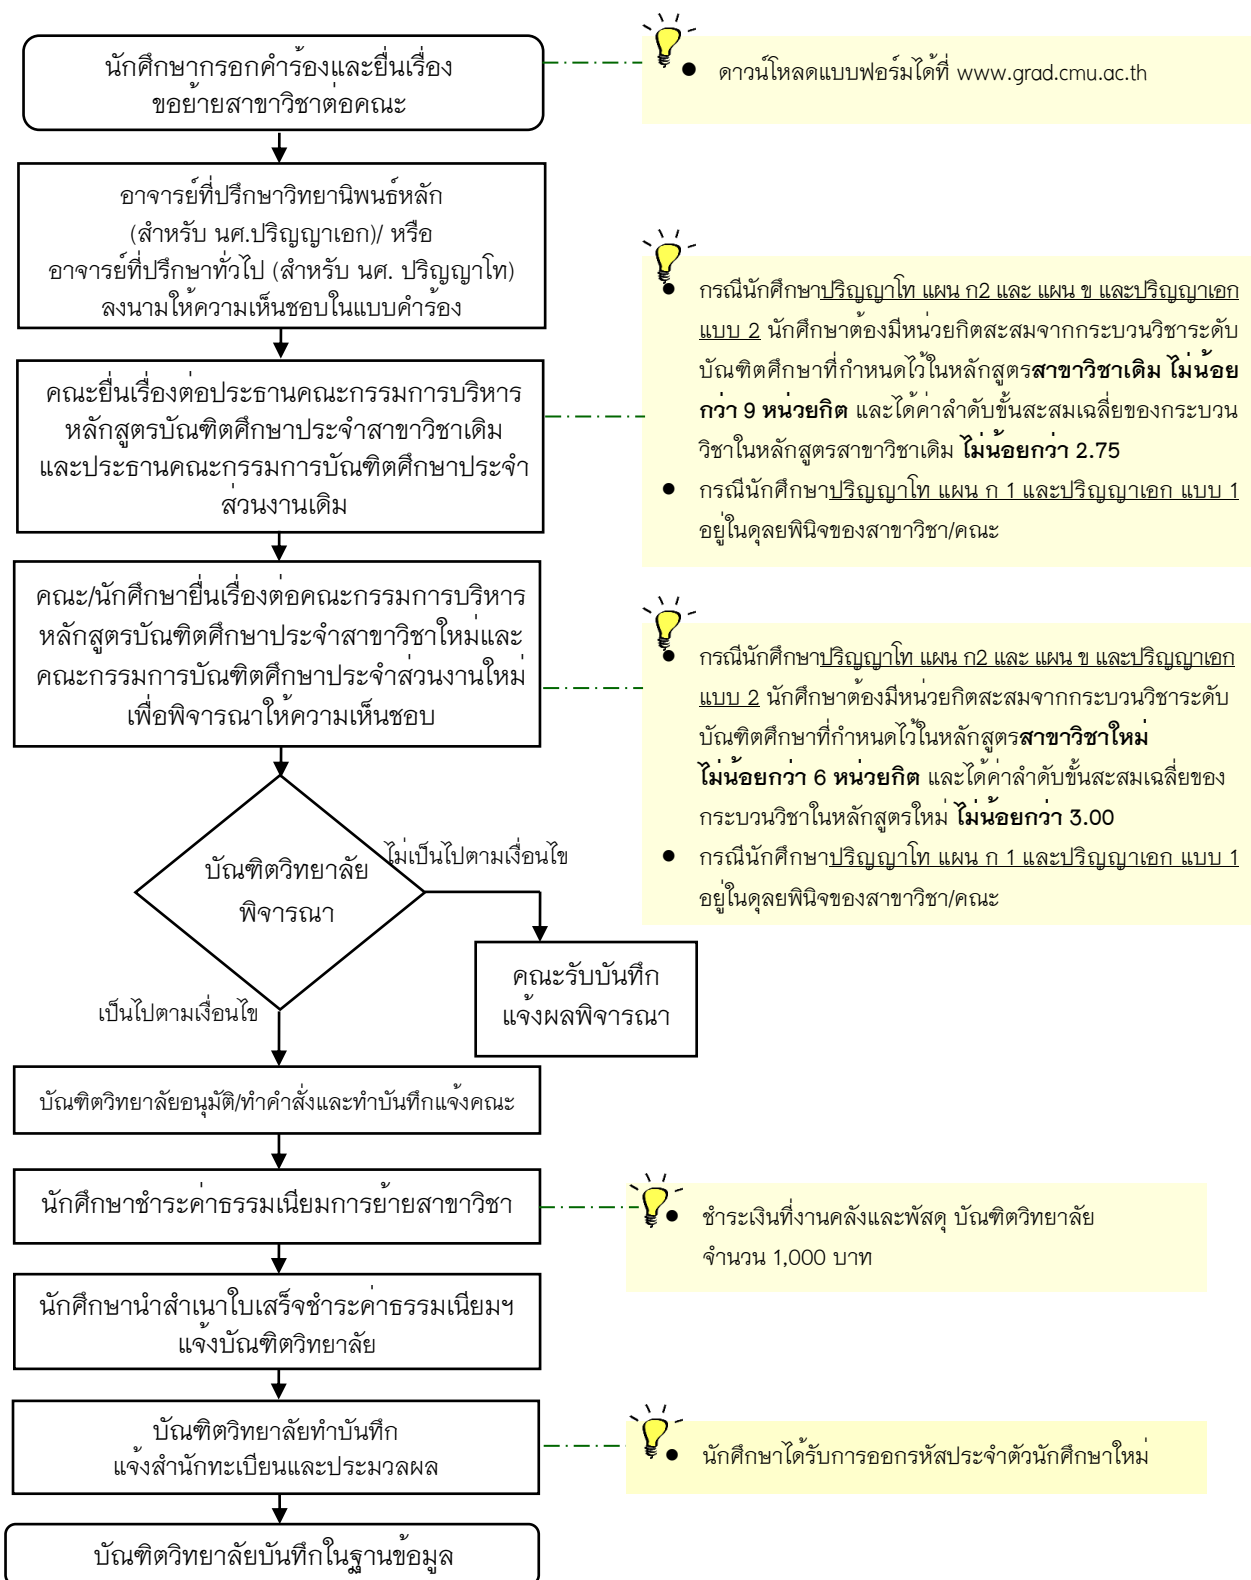 นักศึกษากรอกคำร้องและยื่นเรื่อง
ขอย้ายสาขาวิชาต่อคณะ
● ดาวน์โหลดแบบฟอร์มได้ที่ www.grad.cmu.ac.th
อาจารย์ที่ปรึกษาวิทยานิพนธ์หลัก
(สำหรับ นศ.ปริญญาเอก)/ หรือ
อาจารย์ที่ปรึกษาทั่วไป (สำหรับ นศ. ปริญญาโท)
ลงนามให้ความเห็นชอบในแบบคำร้อง
คณะยื่นเรื่องต่อประธานคณะกรรมการบริหาร
หลักสูตรบัณฑิตศึกษาประจำสาขาวิชาเดิม
และประธานคณะกรรมการบัณฑิตศึกษาประจำ
ส่วนงานเดิม
● กรณีนักศึกษาปริญญาโท แผน ก2 และ แผน ข และปริญญาเอก
แบบ 2 นักศึกษาต้องมีหน่วยกิตสะสมจากกระบวนวิชาระดับ
บัณฑิตศึกษาที่กำหนดไว้ในหลักสูตรสาขาวิชาเดิม ไม่น้อย
กว่า 9 หน่วยกิต และได้ค่าลำดับขั้นสะสมเฉลี่ยของกระบวน
วิชาในหลักสูตรสาขาวิชาเดิม ไม่น้อยกว่า 2.75
● กรณีนักศึกษาปริญญาโท แผน ก 1 และปริญญาเอก แบบ 1
อยู่ในดุลยพินิจของสาขาวิชา/คณะ
คณะ/นักศึกษายื่นเรื่องต่อคณะกรรมการบริหาร
หลักสูตรบัณฑิตศึกษาประจำสาขาวิชาใหม่และ
คณะกรรมการบัณฑิตศึกษาประจำส่วนงานใหม่
เพื่อพิจารณาให้ความเห็นชอบ
● กรณีนักศึกษาปริญญาโท แผน ก2 และ แผน ข และปริญญาเอก
แบบ 2 นักศึกษาต้องมีหน่วยกิตสะสมจากกระบวนวิชาระดับ
บัณฑิตศึกษาที่กำหนดไว้ในหลักสูตรสาขาวิชาใหม่
ไม่น้อยกว่า 6 หน่วยกิต และได้ค่าลำดับขั้นสะสมเฉลี่ยของ
กระบวนวิชาในหลักสูตรใหม่ ไม่น้อยกว่า 3.00
● กรณีนักศึกษาปริญญาโท แผน ก 1 และปริญญาเอก แบบ 1
อยู่ในดุลยพินิจของสาขาวิชา/คณะ
บัณฑิตวิทยาลัย
พิจารณา
ไม่เป็นไปตามเงื่อนไข
คณะรับบันทึก
แจ้งผลพิจารณา
เป็นไปตามเงื่อนไข
บัณฑิตวิทยาลัยอนุมัติ/ทำคำสั่งและทำบันทึกแจ้งคณะ
นักศึกษาชำระค่าธรรมเนียมการย้ายสาขาวิชา
● ชำระเงินที่งานคลังและพัสดุ บัณฑิตวิทยาลัย
จำนวน 1,000 บาท
นักศึกษานำสำเนาใบเสร็จชำระค่าธรรมเนียมฯ
แจ้งบัณฑิตวิทยาลัย
บัณฑิตวิทยาลัยทำบันทึก
แจ้งสำนักทะเบียนและประมวลผล
● นักศึกษาได้รับการออกรหัสประจำตัวนักศึกษาใหม่
บัณฑิตวิทยาลัยบันทึกในฐานข้อมูล